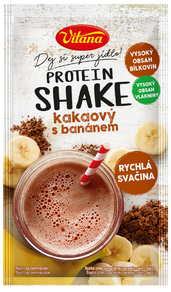 Vitana
Dej si super jídlo!
VYSOKÝ
OBSAH
BÍLKOVIN
PROTEIN
SHAKE
VYSOKÝ
OBSAH
VLÁKNINY
kakaový
s banánem
RYCHLÁ
SVAČINA